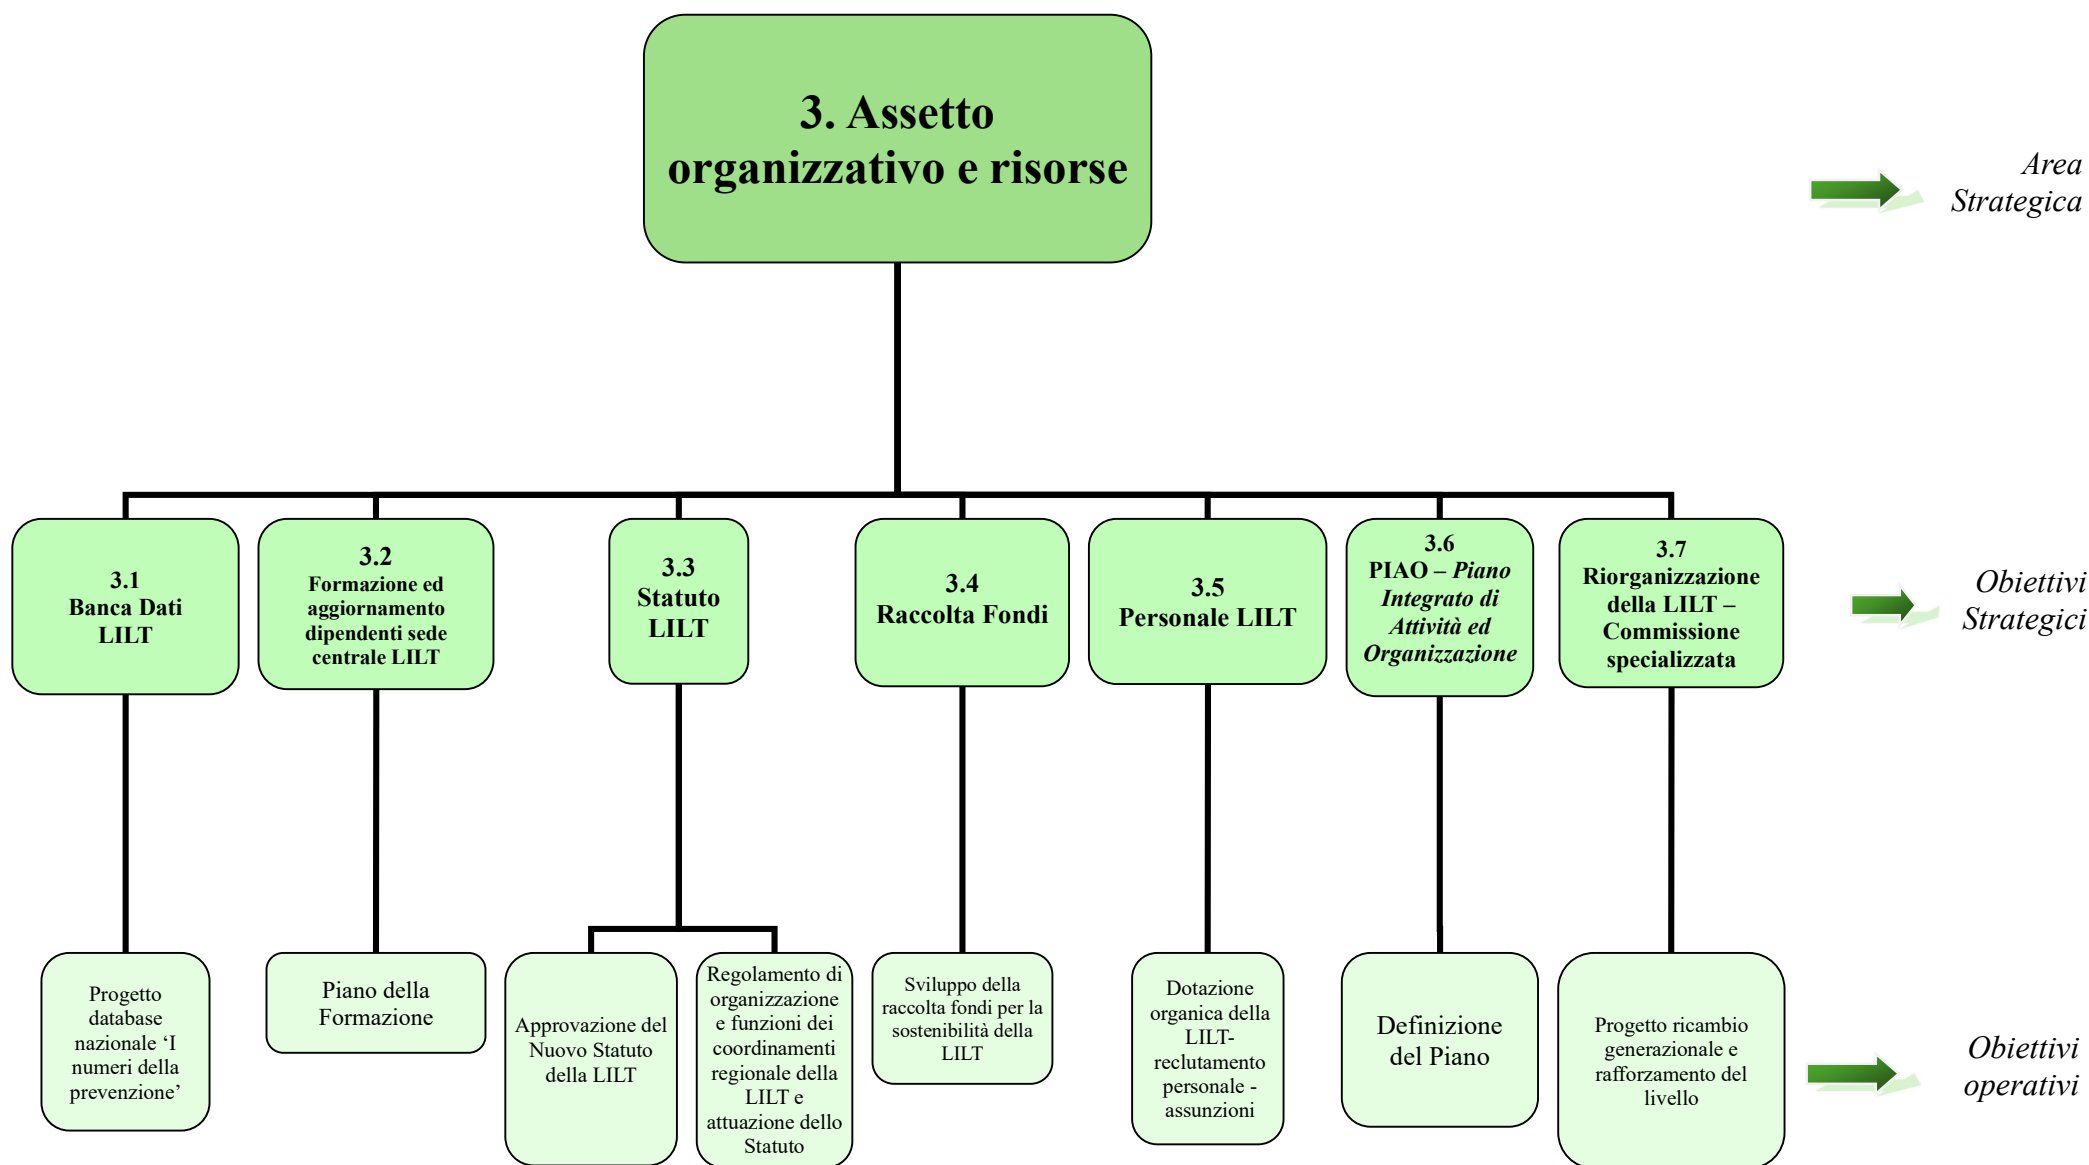 3. Assetto
organizzativo e risorse
Area
Strategica
3.1
Banca Dati
LILT
3.2
Formazione ed
aggiornamento
dipendenti sede
centrale LILT
3.3
Statuto
LILT
3.4
Raccolta Fondi
3.5
Personale LILT
3.6
PIAO – Piano
Integrato di
Attività ed
Organizzazione
3.7
Riorganizzazione
della LILT –
Commissione
specializzata
Obiettivi
Strategici
Progetto
database
nazionale ‘I
numeri della
prevenzione’
Piano della
Formazione
Approvazione del
Nuovo Statuto
della LILT
Regolamento di
organizzazione
e funzioni dei
coordinamenti
regionale della
LILT e
attuazione dello
Statuto
Sviluppo della
raccolta fondi per la
sostenibilità della
LILT
Dotazione
organica della
LILT-
reclutamento
personale -
assunzioni
Definizione
del Piano
Progetto ricambio
generazionale e
rafforzamento del
livello
Obiettivi
operativi